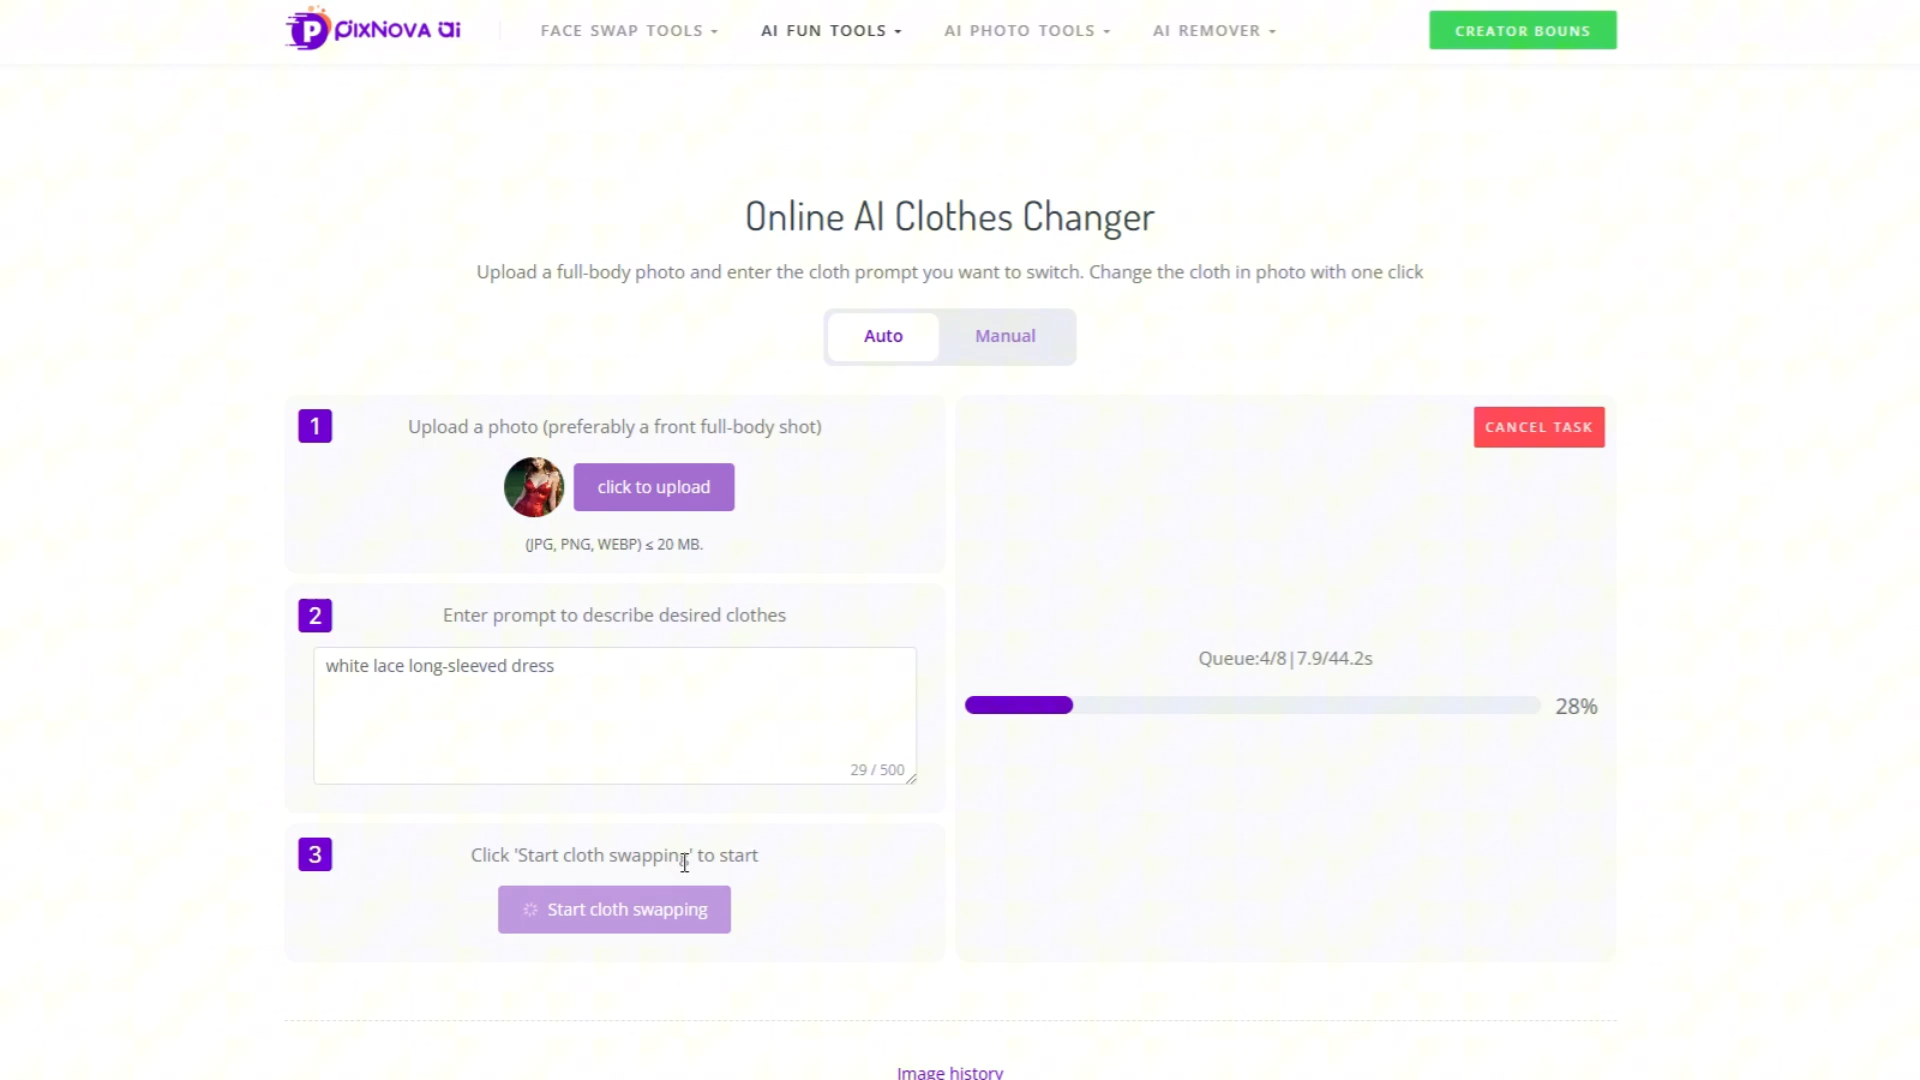 PixNova ai
FACE SWAP TOOLS
AI FUN TOOLS
AI PHOTO TOOLS
AI REMOVER
CREATOR BOUNS
Online AI Clothes Changer
Upload a full-body photo and enter the cloth prompt you want to switch. Change the cloth in photo with one click
Auto
Manual
1
Upload a photo (preferably a front full-body shot)
click to upload
(JPG, PNG, WEBP) ≤ 20 MB.
2
Enter prompt to describe desired clothes
white lace long-sleeved dress
29 / 500
3
Click 'Start cloth swapping' to start
Start cloth swapping
CANCEL TASK
Queue:4/8|7.9/44.2s
28%
Image history